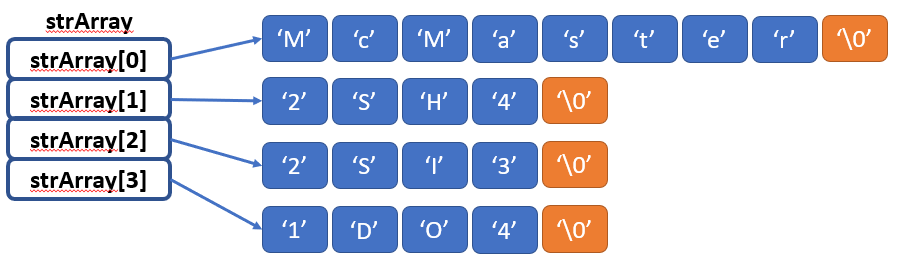 strArray
strArray[0] ‘M’ ‘c’ ‘M’ ‘a’ ‘s’ ‘t’ ‘e’ ‘r’ ‘\0’
strArray[1] ‘2’ ‘S’ ‘H’ ‘4’ ‘\0’
strArray[2] ‘2’ ‘S’ ‘I’ ‘3’ ‘\0’
strArray[3] ‘1’ ‘D’ ‘O’ ‘4’ ‘\0’